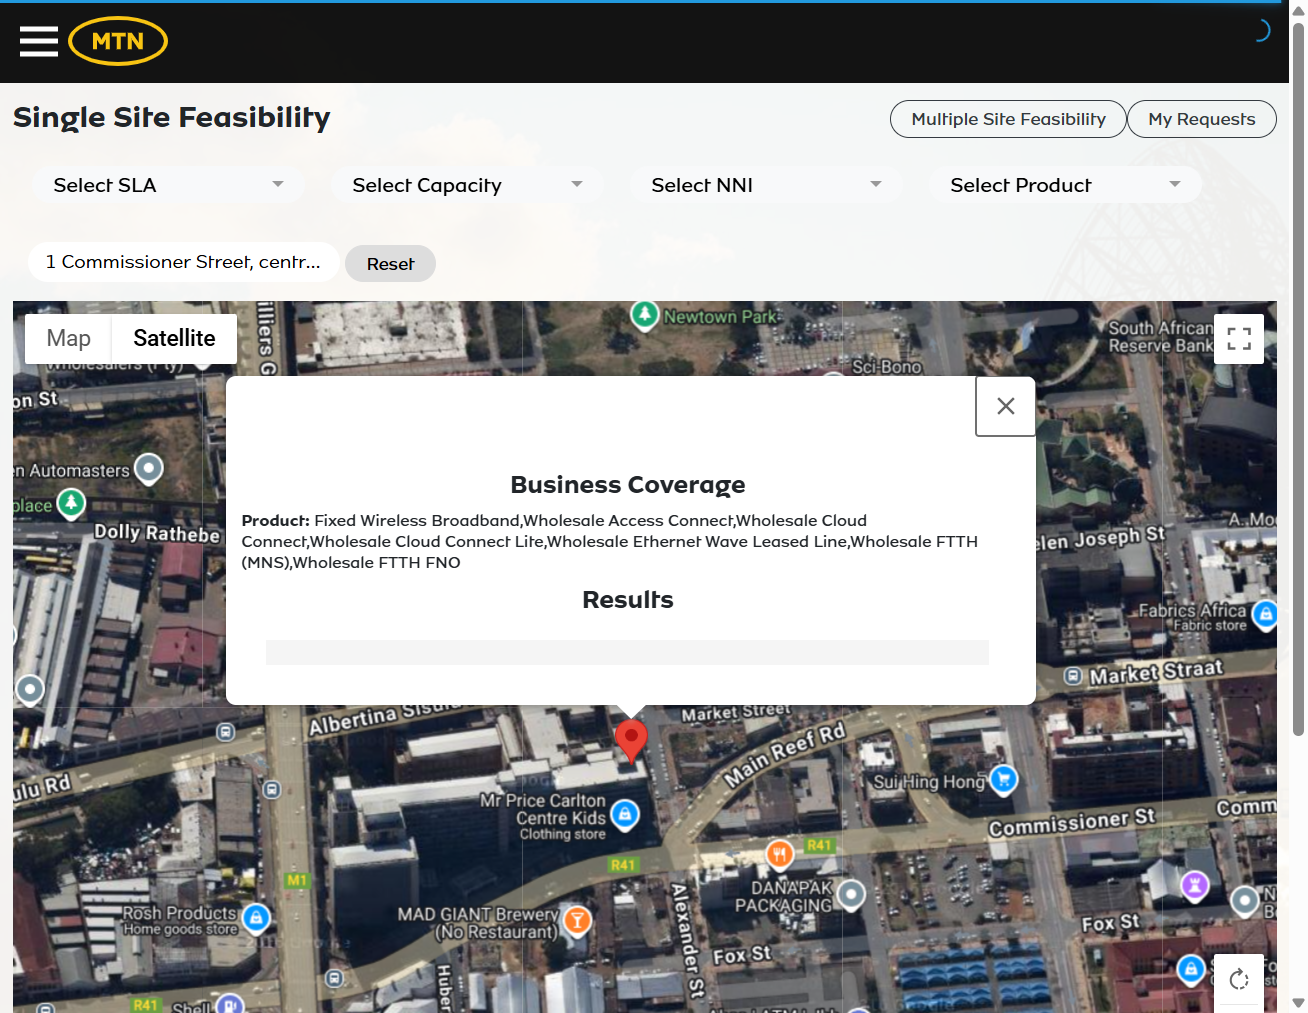 MTN
Single Site Feasibility
Multiple Site Feasibility
My Requests
Select SLA
Select Capacity
Select NNI
Select Product
1 Commissioner Street, centr...
Reset
Map
Satellite
Newtown Park
South African
Reserve Bank
Sci-Bono
Wholesalers (Pty)
illiers G
on St
en Automasters
place
Dolly Rathebe
Business Coverage
Product: Fixed Wireless Broadband,Wholesale Access Connect,Wholesale Cloud
Connect,Wholesale Cloud Connect Lite,Wholesale Ethernet Wave Leased Line,Wholesale FTTH
(MNS),Wholesale FTTH FNO
Results
A. Mo
elen Joseph St
Fabrics Africa
Fabric store
Market Straat
Albertina Sisulu
Market Street
Main Reef Rd
ulu Rd
Sui Hing Hong
Mr Price Carlton
Centre Kids
Clothing store
Commissioner St
Comm
R41
R41
M1
DANAPAK
PACKAGING
Rosh Products
Home goods store
MAD GIANT Brewery
(No Restaurant)
Alexander St
Fox St
Fox St
Huber
R41
Shell